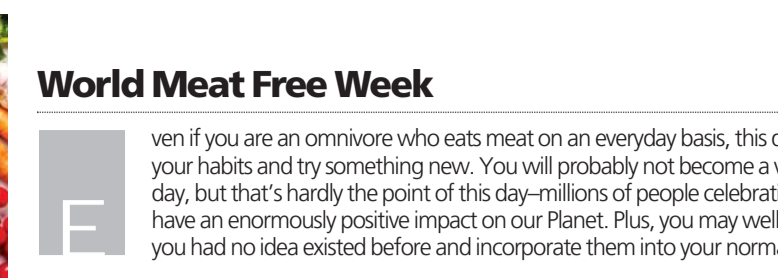 World Meat Free Week
Even if you are an omnivore who eats meat on an everyday basis, this
your habits and try something new. You will probably not become a
day, but that's hardly the point of this day–millions of people
have an enormously positive impact on our Planet. Plus, you may well
you had no idea existed before and incorporate them into your